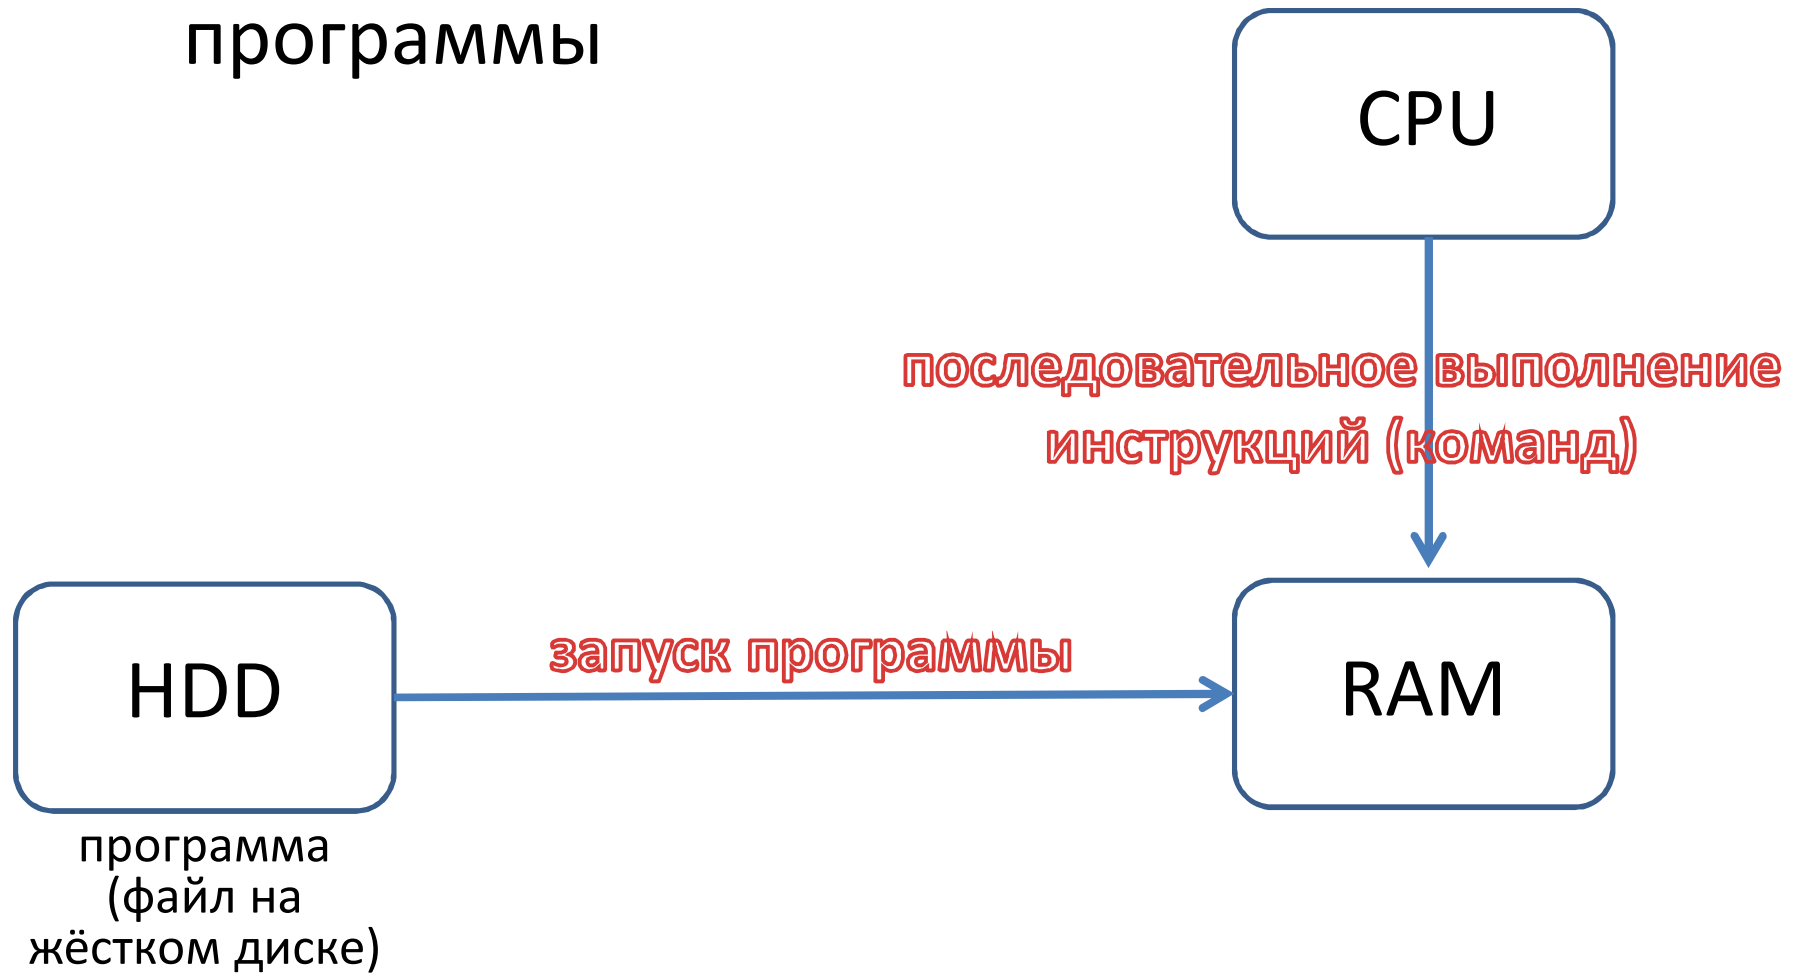 программы
CPU
последовательное выполнение
инструкций (команд)
запуск программы
HDD
RAM
программа
(файл на
жёстком диске)